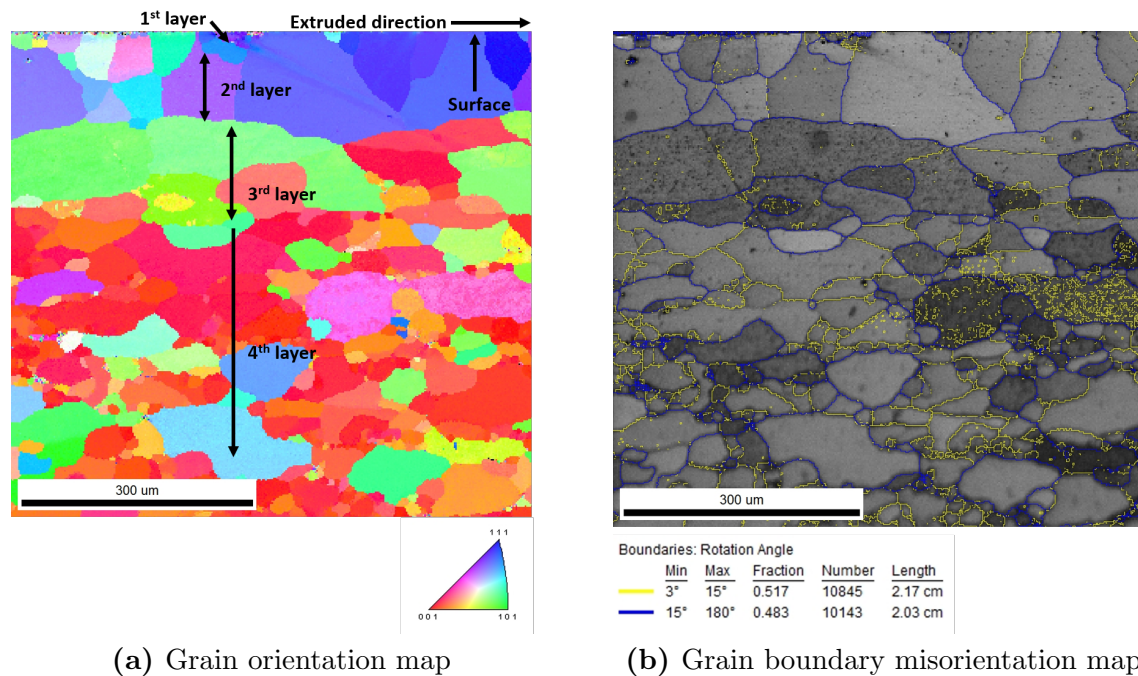 1st layer
Extruded direction
2nd layer
Surface
3rd layer
4th layer
300 um
111
001
101
300 um
Boundaries: Rotation Angle
Min Max Fraction Number Length
3° 15° 0.517 10845 2.17 cm
15° 180° 0.483 10143 2.03 cm
(a) Grain orientation map
(b) Grain boundary misorientation map